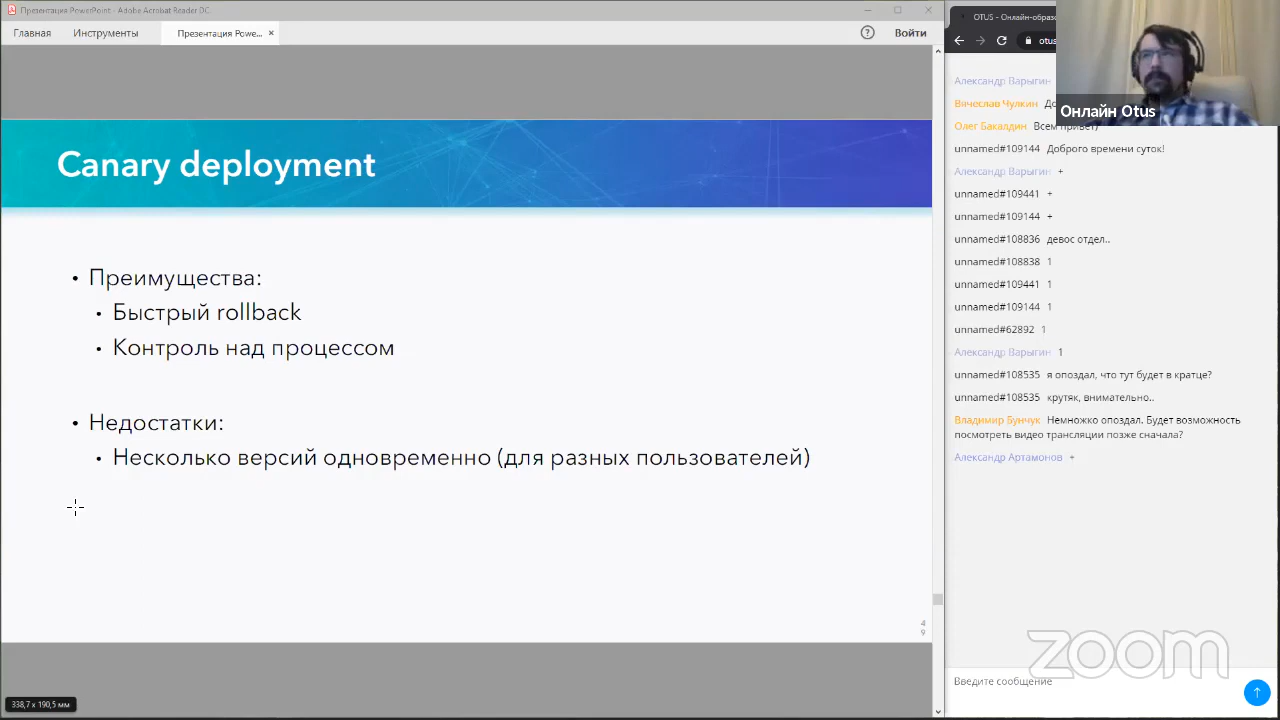 Презентация PowerPoint - Adobe Acrobat Reader DC
Главная
Инструменты
Презентация Powe... ×
?
Войти
Canary deployment
• Преимущества:
• Быстрый rollback
• Контроль над процессом
• Недостатки:
• Несколько версий одновременно (для разных пользователей)
4
9
338,7 x 190,5 мм
OTUS - Онлайн-образо
otus
Онлайн Otus
Александр Варыгин
Вячеслав Чулкин До
Олег Бакалдин Всем привет)
unnamed#109144 Доброго времени суток!
Александр Варыгин +
unnamed#109441 +
unnamed#109144 +
unnamed#108836 девос отдел..
unnamed#108838 1
unnamed#109441 1
unnamed#109144 1
unnamed#62892 1
Александр Варыгин 1
unnamed#108535 я опоздал, что тут будет в кратце?
unnamed#108535 крутяк, внимательно..
Владимир Бунчук Немножко опоздал. Будет возможность
посмотреть видео трансляции позже сначала?
Александр Артамонов +
zoom
Введите сообщение